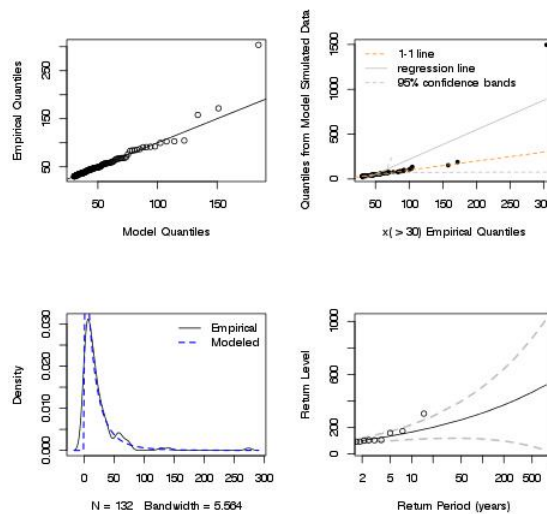 Empirical Quantiles
50
150
250
50
100
150
Model Quantiles
Quantiles from Model Simulated Data
0
500
1000
1500
1-1 line
regression line
95% confidence bands
50
100
200
300
x( > 30) Empirical Quantiles
Density
0.000
0.010
0.020
0.030
Empirical
Modeled
0
50
100
150
200
250
300
N = 132 Bandwidth = 5.564
Return Level
0
200
600
1000
2
5
10
50
200
500
Return Period (years)